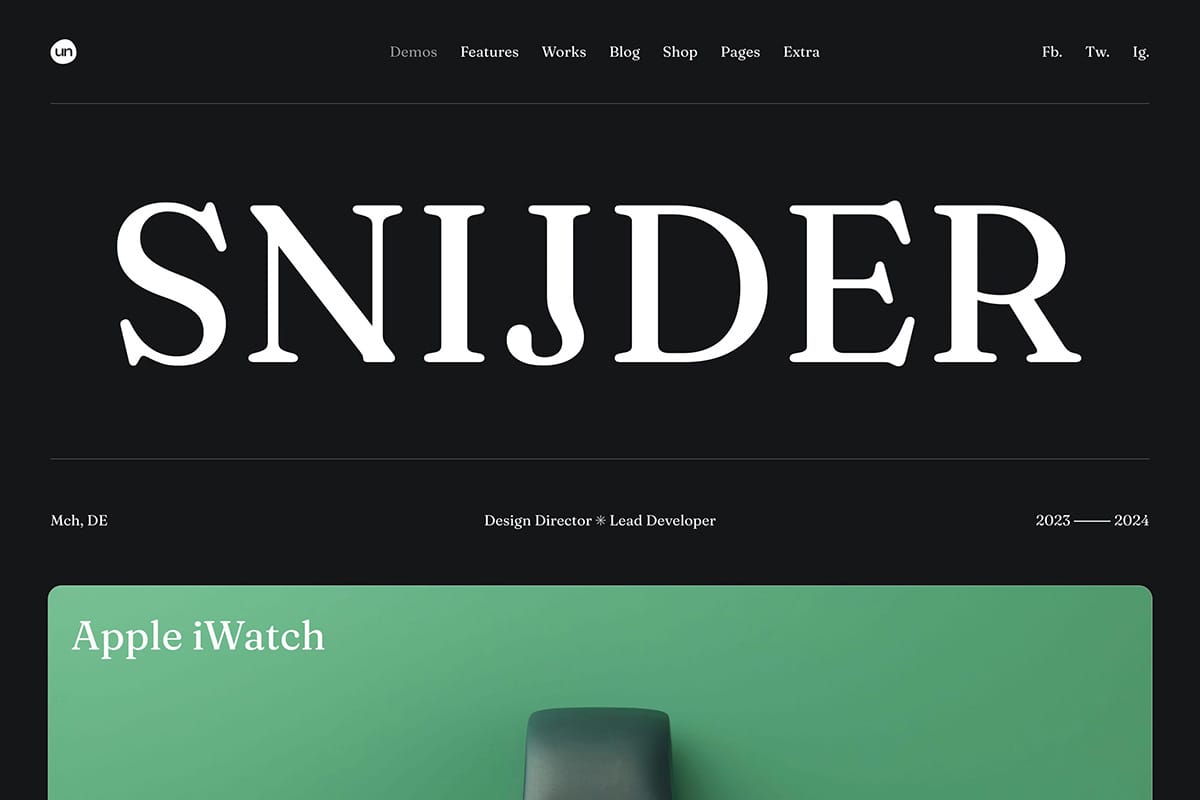 un
Demos Features Works Blog Shop Pages Extra
Fb. Tw. Ig.
SNIJDER
Mch, DE
Design Director ✳ Lead Developer
2023 —— 2024
Apple iWatch